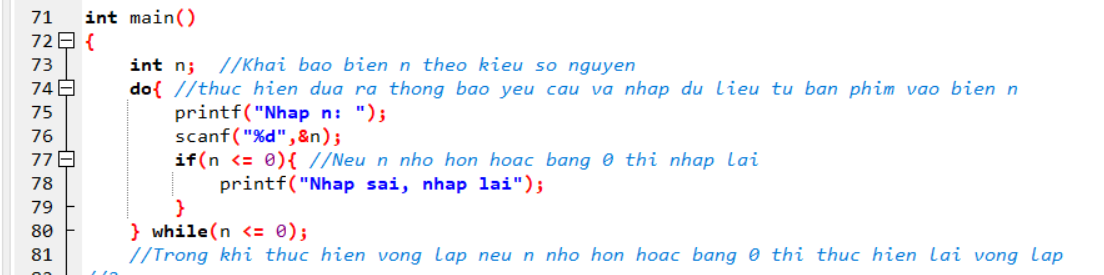 71 int main()
72 {
73 int n; //Khai bao bien n theo kieu so nguyen
74 do{ //thuc hien dua ra thong bao yeu cau va nhap du lieu tu ban phim vao bien n
75 printf("Nhap n: ");
76 scanf("%d",&n);
77 if(n <= 0){ //Neu n nho hon hoac bang 0 thi nhap lai
78 printf("Nhap sai, nhap lai");
79 }
80 } while(n <= 0);
81 //Trong khi thuc hien vong lap neu n nho hon hoac bang 0 thi thuc hien lai vong lap